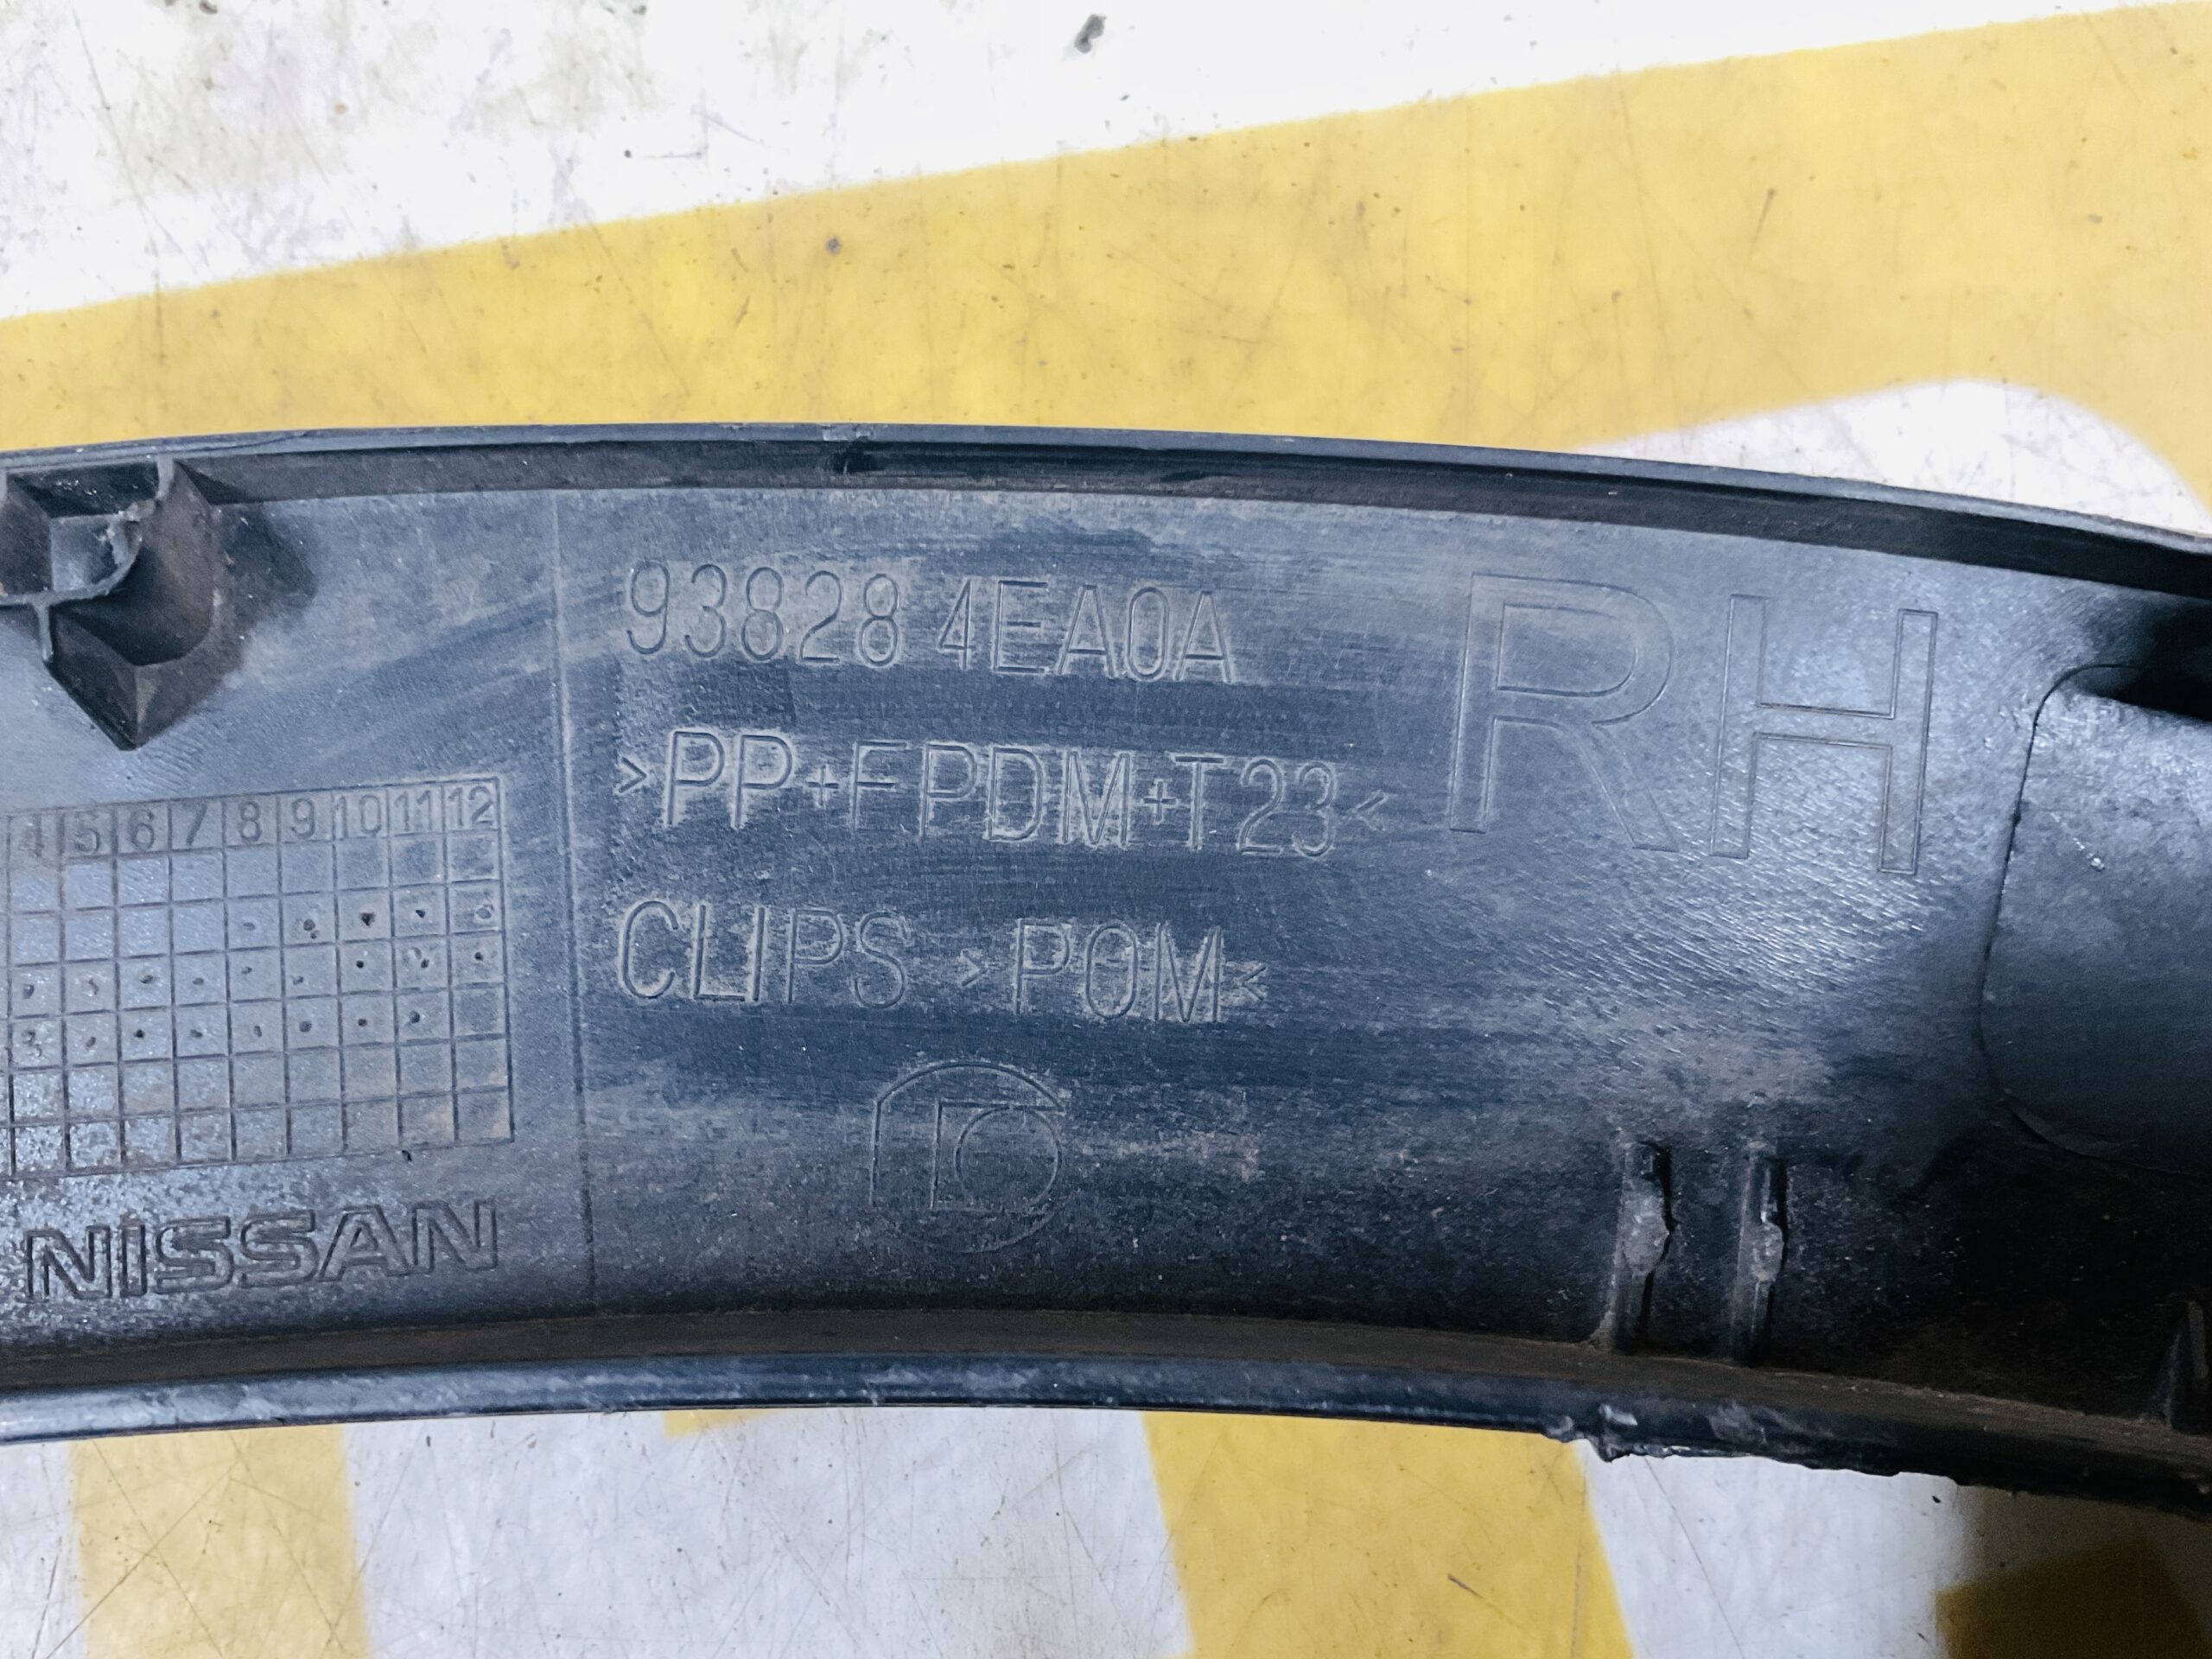 93828 4EA0A
RH
>PP+EPDM+T23<
4 5 6 7 8 9 10 11 12
CLIPS >POM<
NISSAN